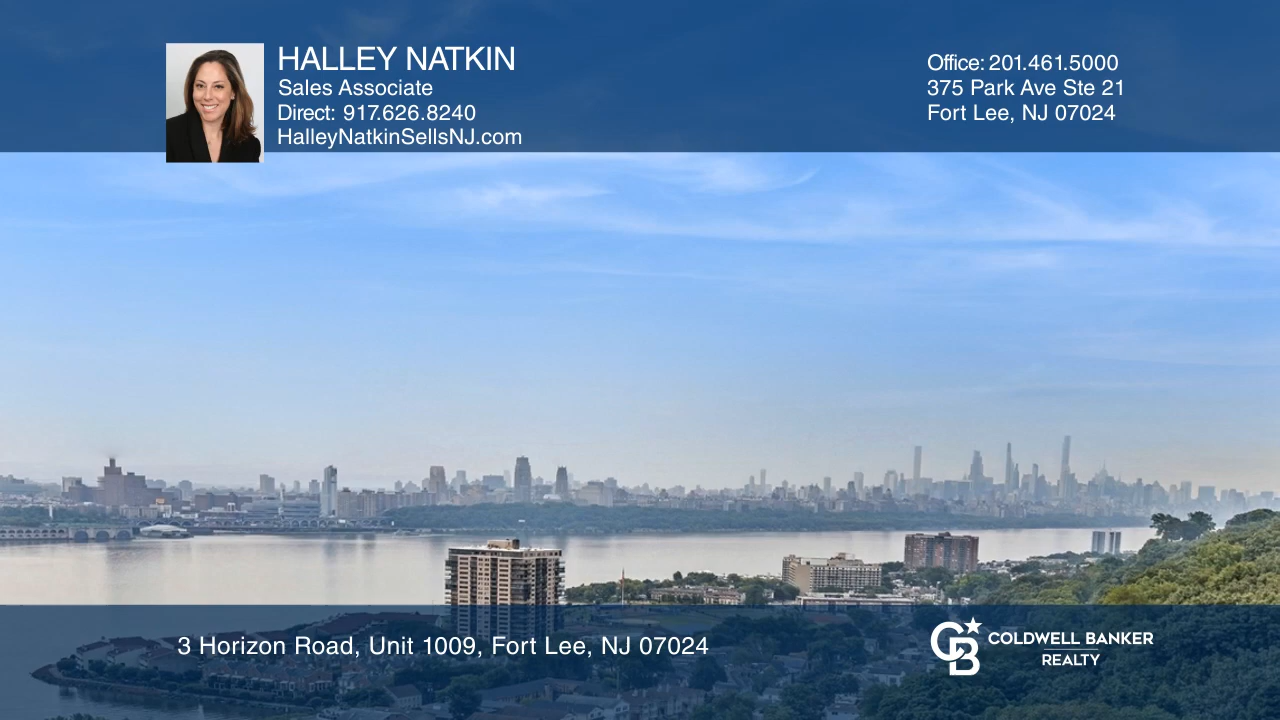 HALLEY NATKIN
Sales Associate
Direct: 917.626.8240
HalleyNatkinSellsNJ.com
Office: 201.461.5000
375 Park Ave Ste 21
Fort Lee, NJ 07024
3 Horizon Road, Unit 1009, Fort Lee, NJ 07024
CB
COLDWELL BANKER
REALTY